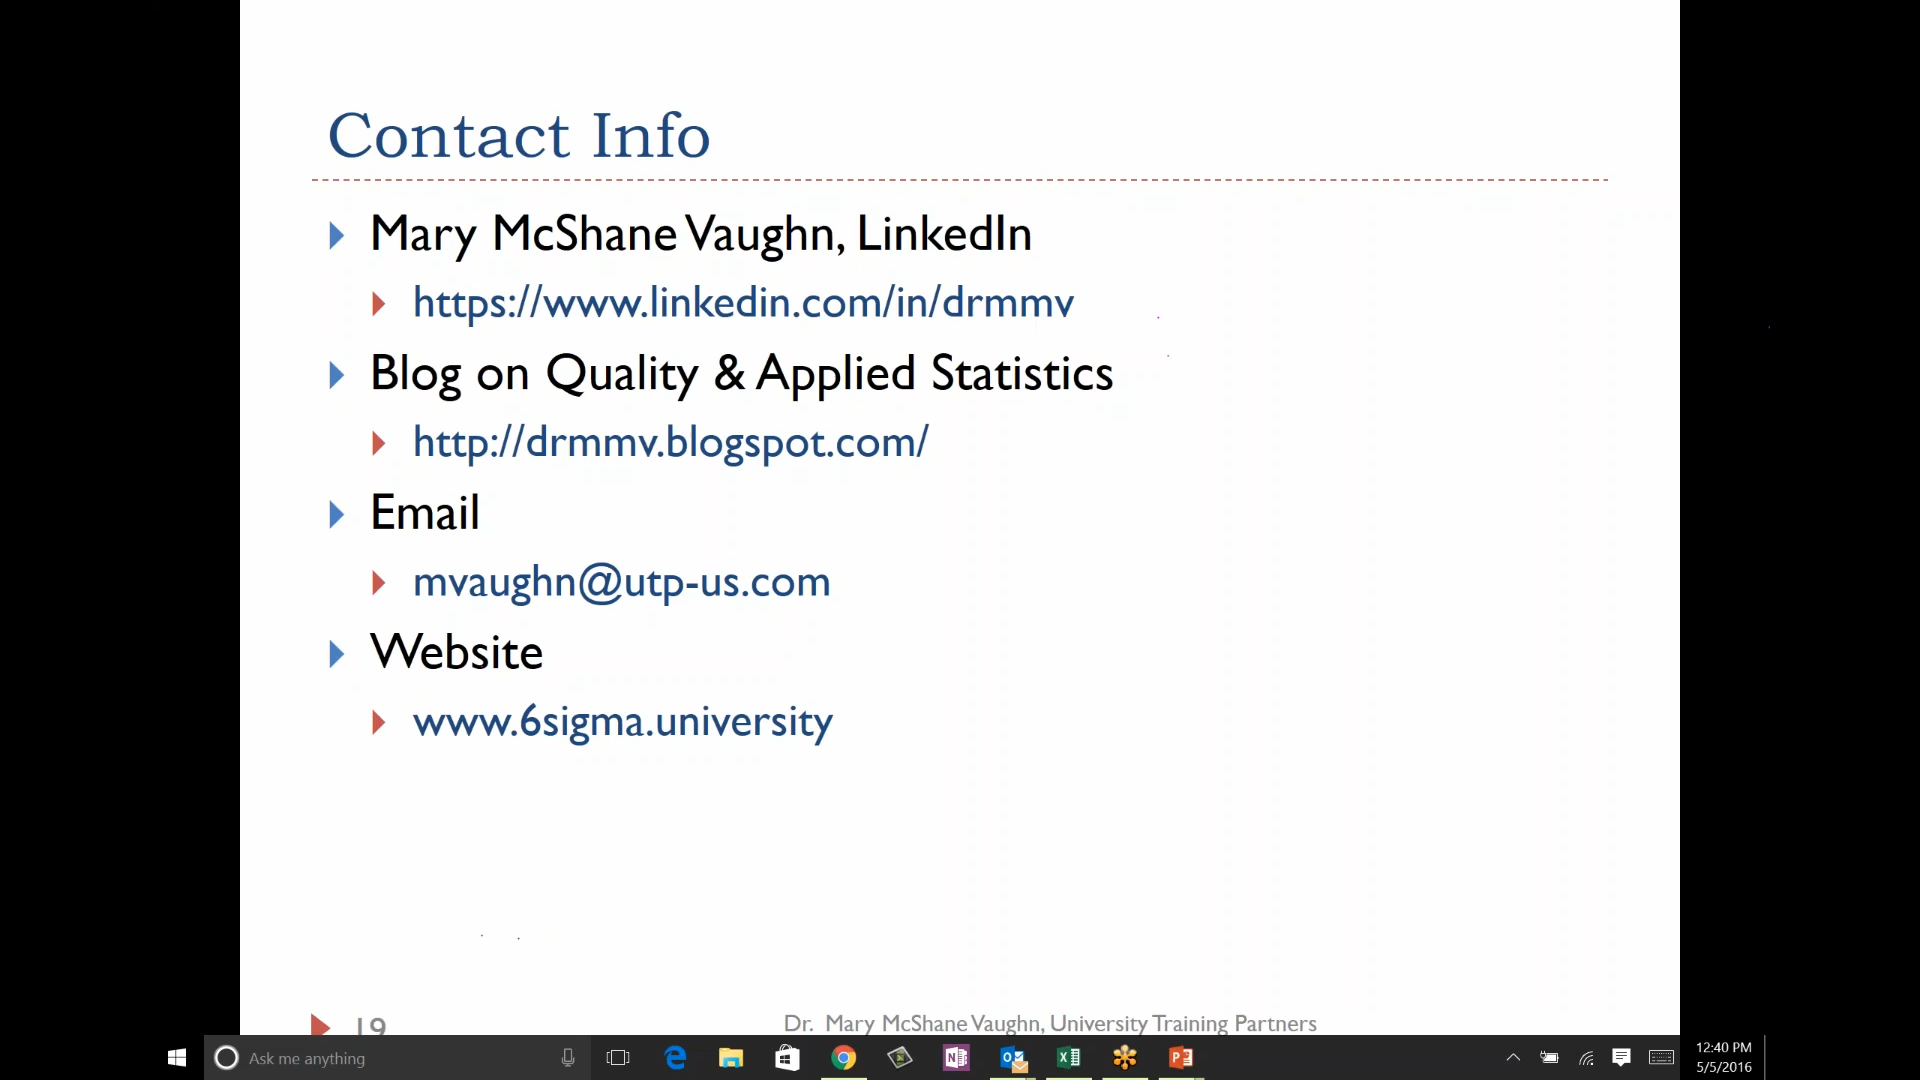 Contact Info
Mary McShane Vaughn, LinkedIn
https://www.linkedin.com/in/drmmv
Blog on Quality & Applied Statistics
http://drmmv.blogspot.com/
Email
mvaughn@utp-us.com
Website
www.6sigma.university
19
Dr. Mary McShane Vaughn, University Training Partners
Ask me anything
12:40 PM
5/5/2016